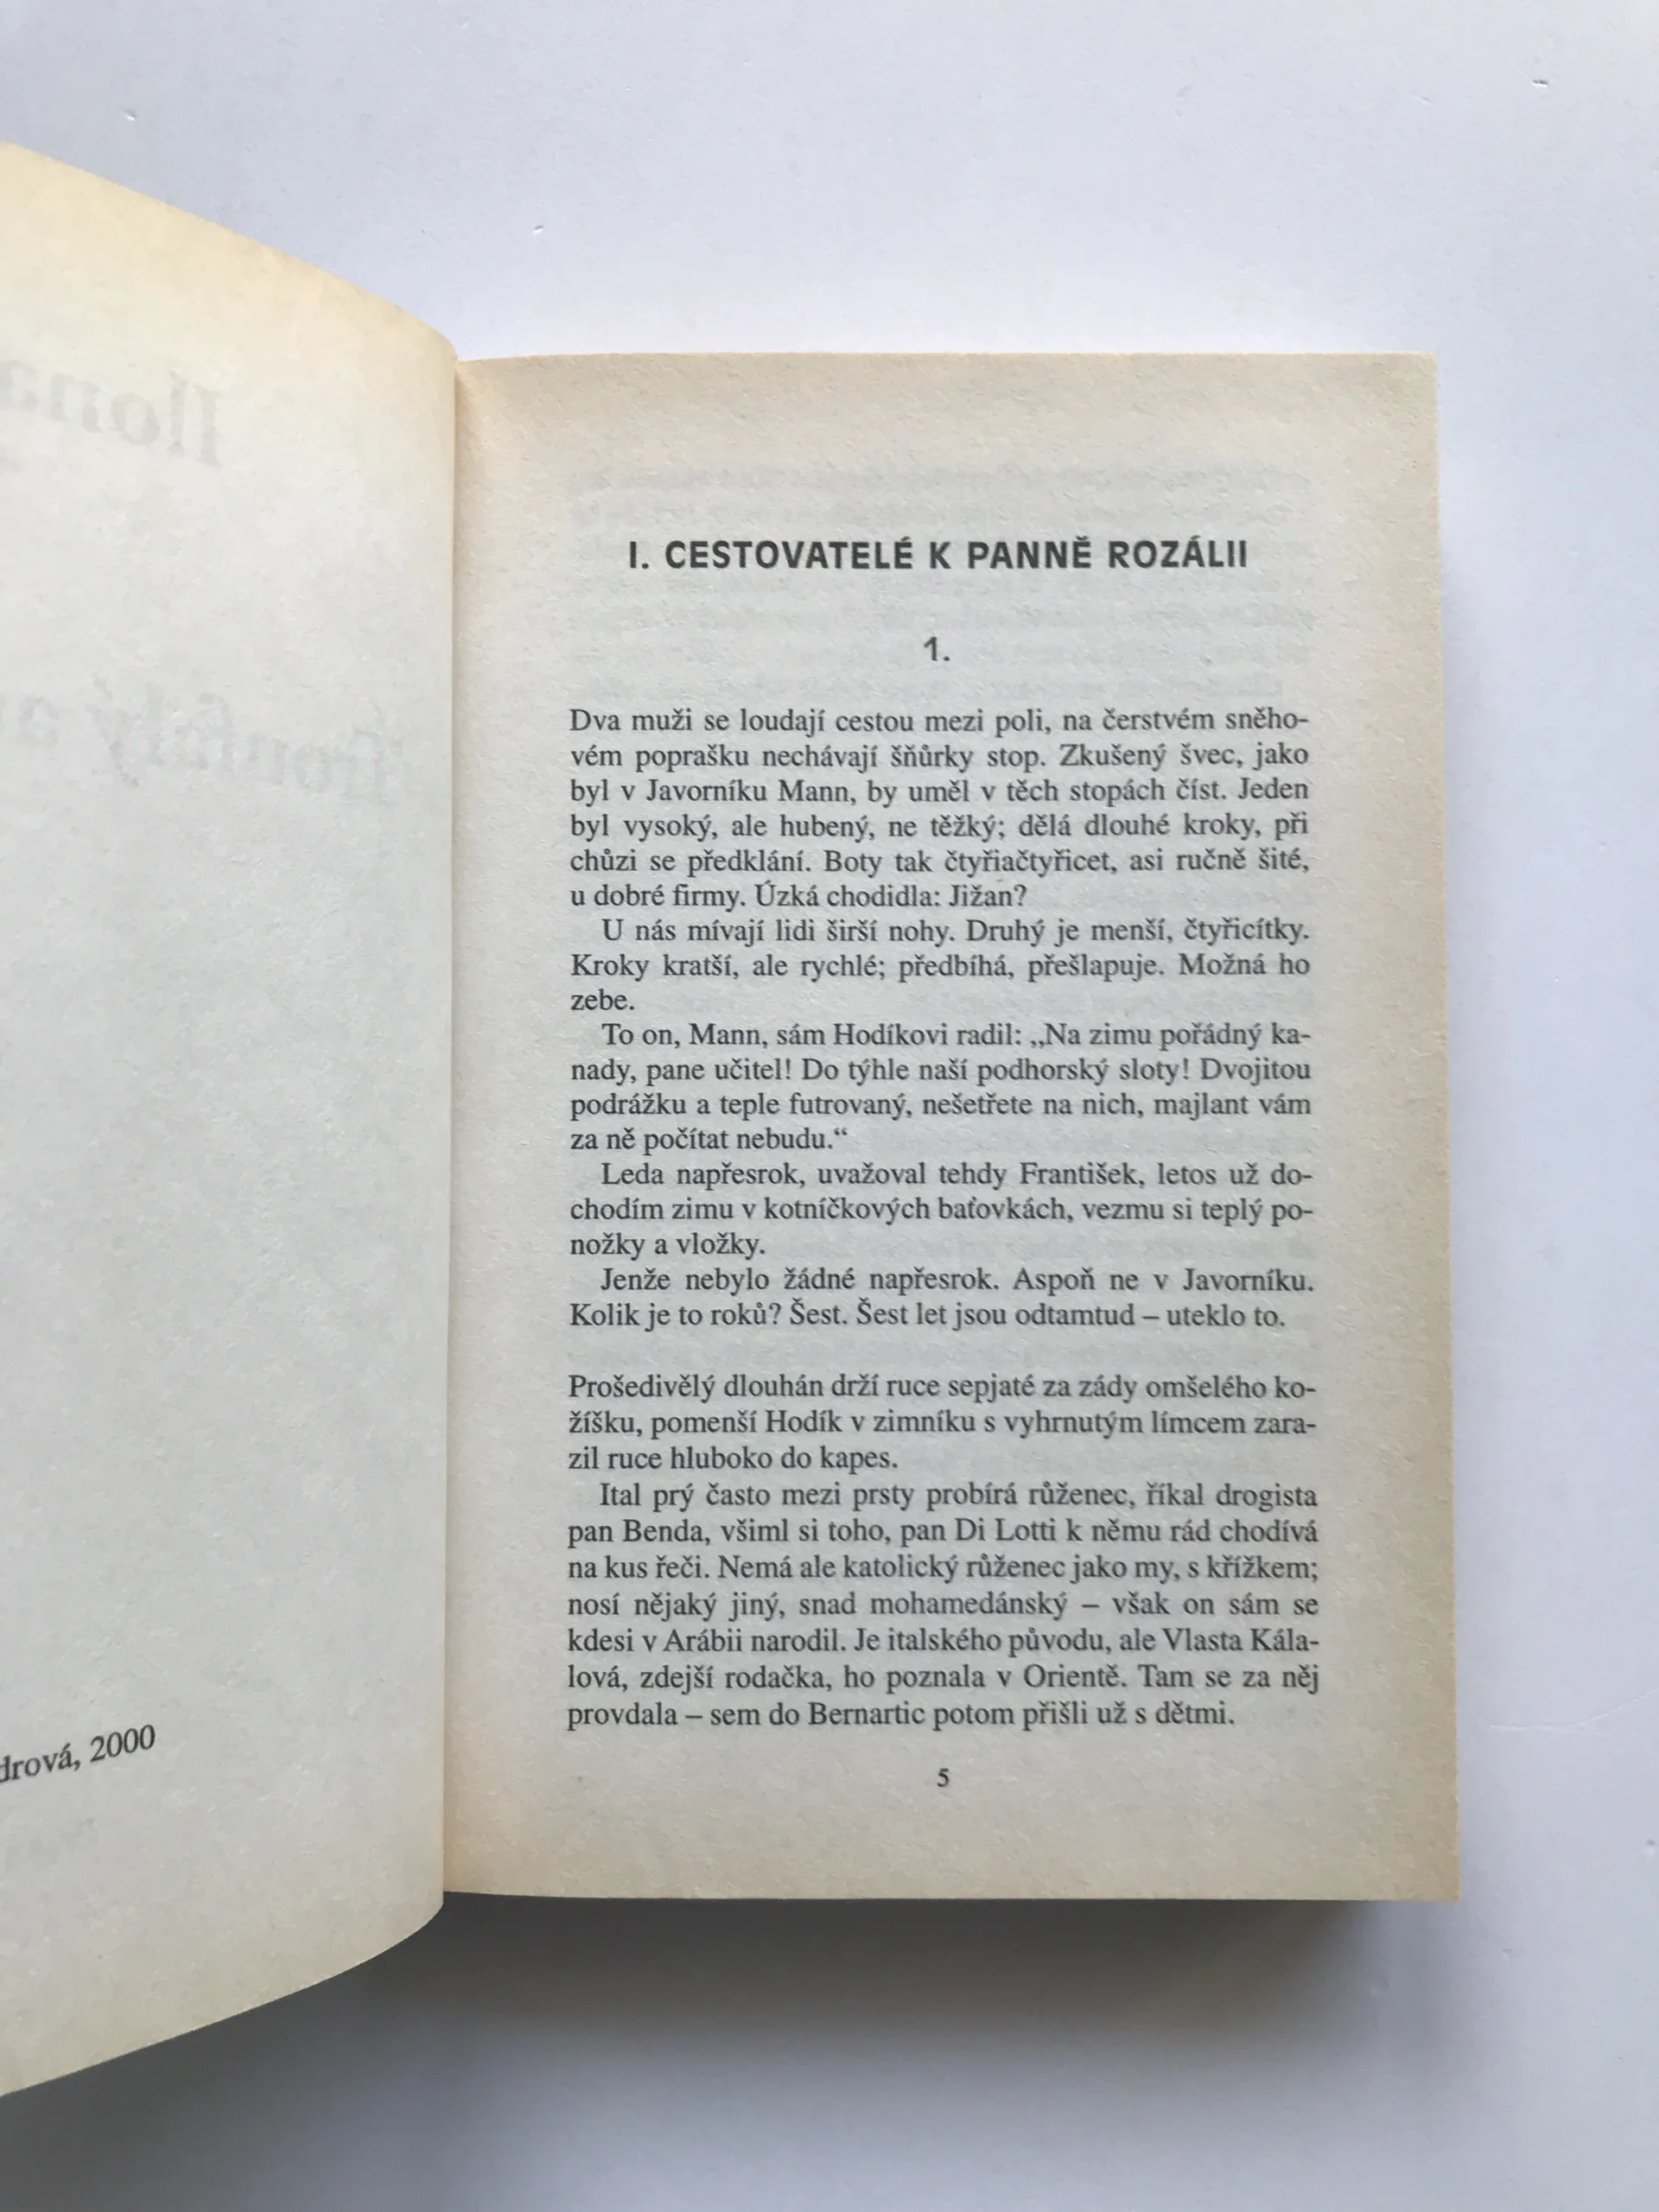 drová, 2000
I. CESTOVATELÉ K PANNĚ ROZÁLII
1.
Dva muži se loudají cestou mezi poli, na čerstvém sněho-
vém poprašku nechávají šňůrky stop. Zkušený švec, jako
byl v Javorníku Mann, by uměl v těch stopách číst. Jeden
byl vysoký, ale hubený, ne těžký; dělá dlouhé kroky, při
chůzi se předklání. Boty tak čtyřiačtyřicet, asi ručně šité,
u dobré firmy. Úzká chodidla: Jižan?
U nás mívají lidi širší nohy. Druhý je menší, čtyřicítky.
Kroky kratší, ale rychlé; předbíhá, přešlapuje. Možná ho
zebe.
To on, Mann, sám Hodíkovi radil: „Na zimu pořádný ka-
nady, pane učitel! Do týhle naší podhorský sloty! Dvojitou
podrážku a teple futrovaný, nešetřete na nich, majlant vám
za ně počítat nebudu.“
Leda napřesrok, uvažoval tehdy František, letos už do-
chodím zimu v kotníčkových baťovkách, vezmu si teplý po-
nožky a vložky.
Jenže nebylo žádné napřesrok. Aspoň ne v Javorníku.
Kolik je to roků? Šest. Šest let jsou odtamtud – uteklo to.
Prošedivělý dlouhán drží ruce sepjaté za zády omšelého ko-
žíšku, pomenší Hodík v zimníku s vyhrnutým límcem zara-
zil ruce hluboko do kapes.
Ital prý často mezi prsty probírá růženec, říkal drogista
pan Benda, všiml si toho, pan Di Lotti k němu rád chodívá
na kus řeči. Nemá ale katolický růženec jako my, s křížkem;
nosí nějaký jiný, snad mohamedánský – však on sám se
kdesi v Arábii narodil. Je italského původu, ale Vlasta Kála-
lová, zdejší rodačka, ho poznala v Orientě. Tam se za něj
provdala – sem do Bernartic potom přišli už s dětmi.
5